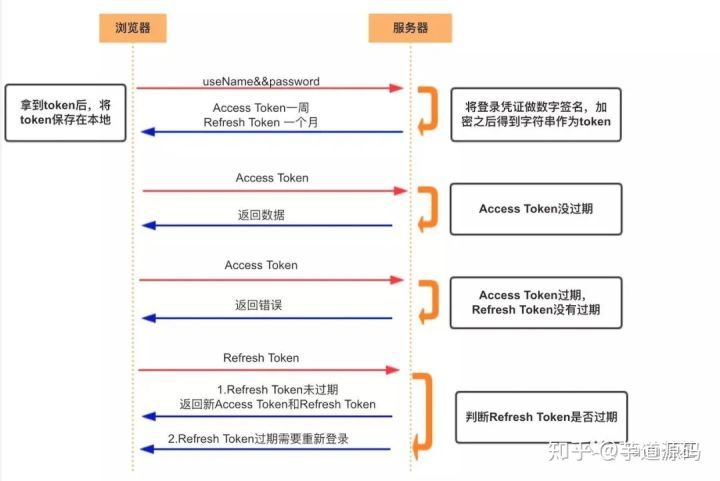 浏览器
服务器
useName&&password
拿到token后，将
token保存在本地
Access Token一周
Refresh Token 一个月
将登录凭证做数字签名，加
密之后得到字符串作为token
Access Token
返回数据
Access Token没过期
Access Token
返回错误
Access Token过期，
Refresh Token没有过期
Refresh Token
1.Refresh Token未过期
返回新Access Token和Refresh Token
判断Refresh Token是否过期
2.Refresh Token过期需要重新登录
知乎 @芋道源码